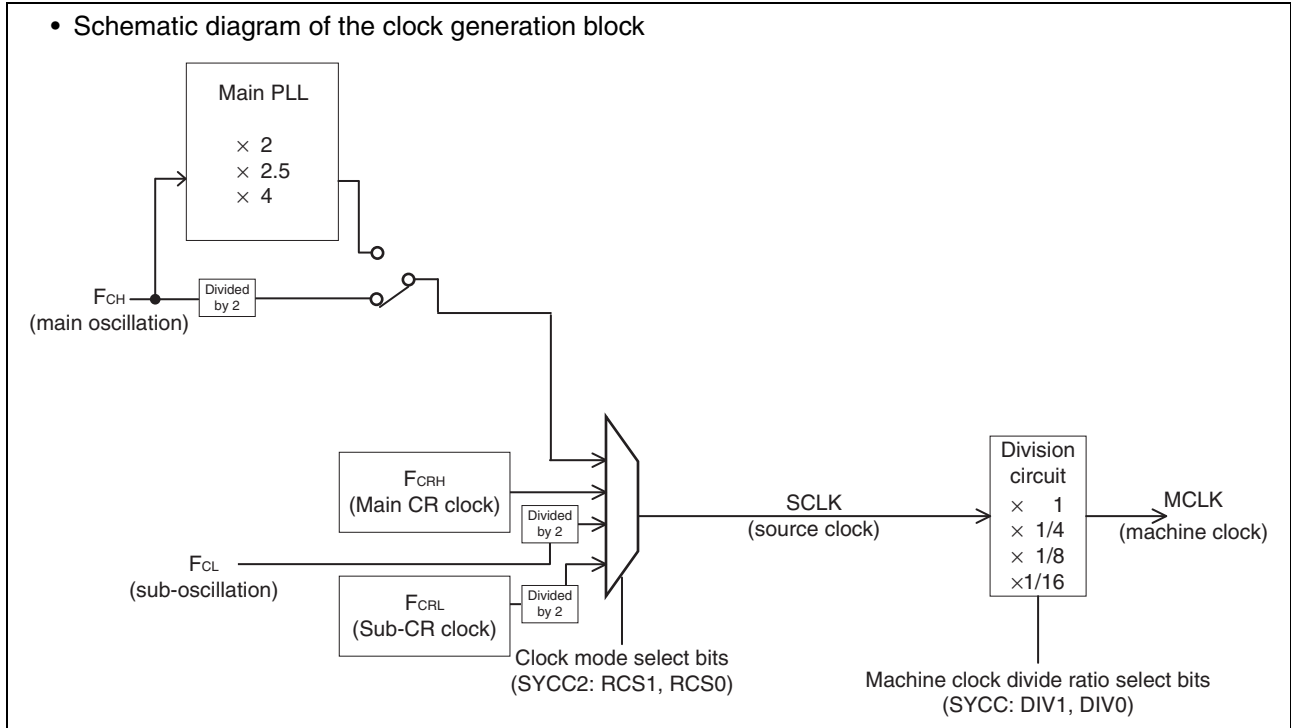 • Schematic diagram of the clock generation block
Main PLL
× 2
× 2.5
× 4
FCH
(main oscillation)
Divided
by 2
FCRH
(Main CR clock)
Divided
by 2
FCL
(sub-oscillation)
FCRL
(Sub-CR clock)
Divided
by 2
Clock mode select bits
(SYCC2: RCS1, RCS0)
SCLK
(source clock)
Division
circuit
× 1
× 1/4
× 1/8
×1/16
MCLK
(machine clock)
Machine clock divide ratio select bits
(SYCC: DIV1, DIV0)